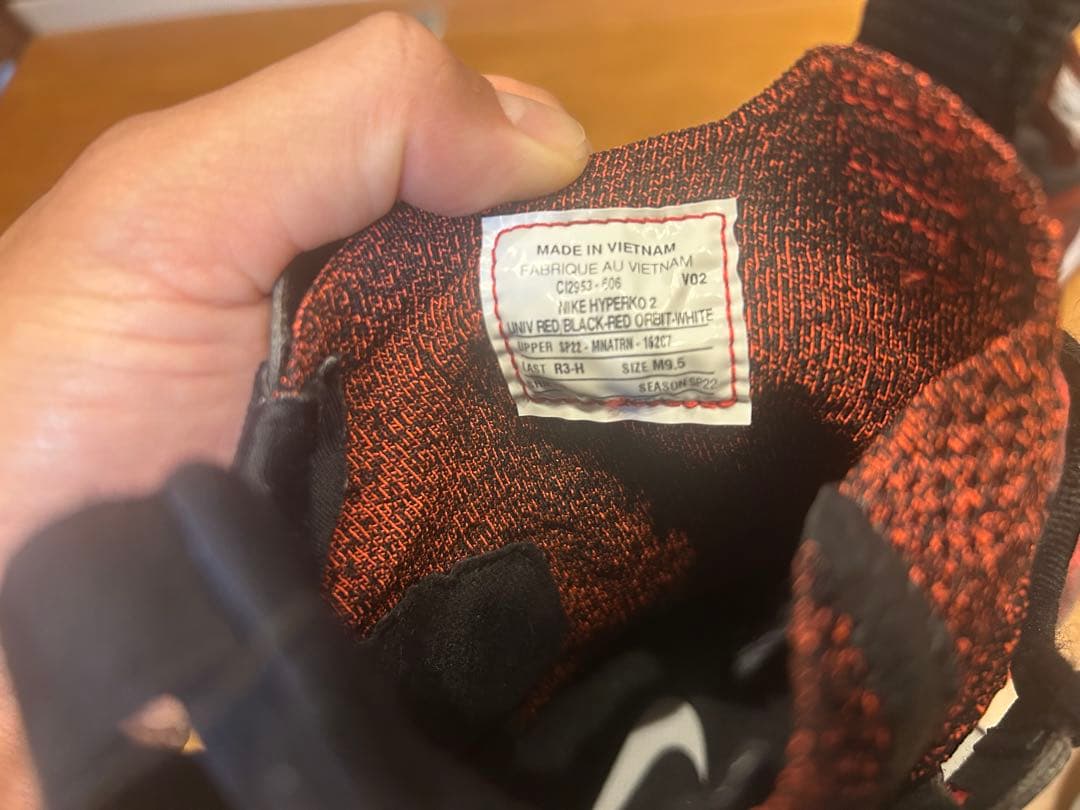 MADE IN VIETNAM
FABRIQUE AU VIETNAM
CI2953-606 V02
NIKE HYPERKO 2
UNIV RED/BLACK-RED ORBIT-WHITE
UPPER SP22 - MNATRN - 162C7
LAST R3-H SIZE M9.5
SEASON SP22